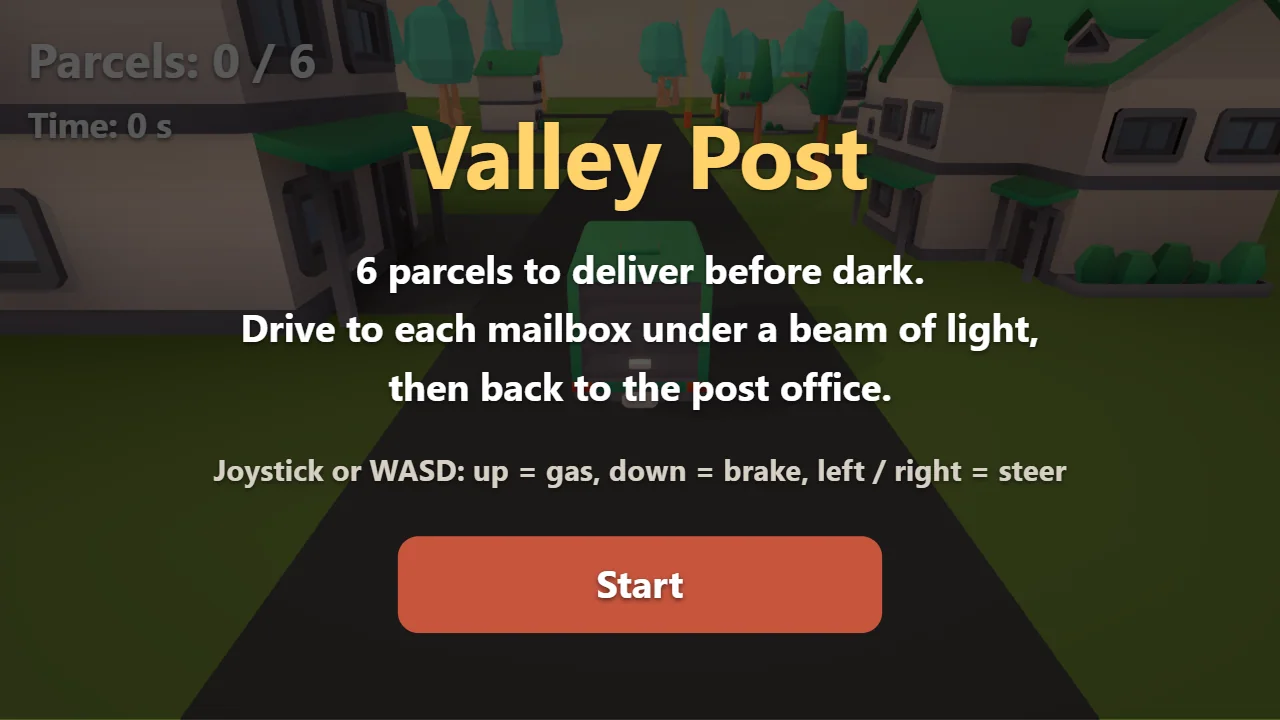 Parcels: 0 / 6
Time: 0 s
Valley Post
6 parcels to deliver before dark.
Drive to each mailbox under a beam of light,
then back to the post office.
Joystick or WASD: up = gas, down = brake, left / right = steer
Start